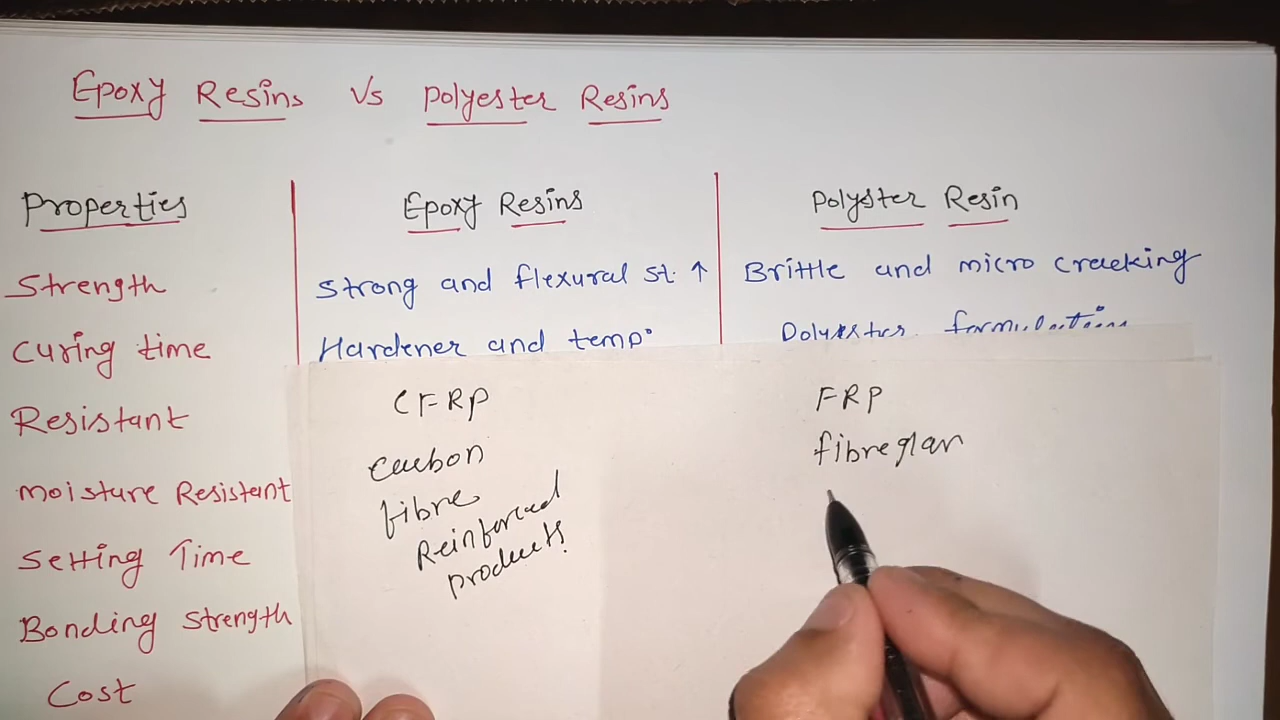 Epoxy Resins Vs Polyester Resins
Properties Epoxy Resins Polyster Resin
Strength Strong and flexural st. ↑ Brittle and micro cracking
Curing time Hardener and temp° Polyester formulations
Resistant CFRP FRP
carbon fibreglass
Moisture Resistant fibre
Reinforced
Setting Time products.
Bonding Strength
Cost